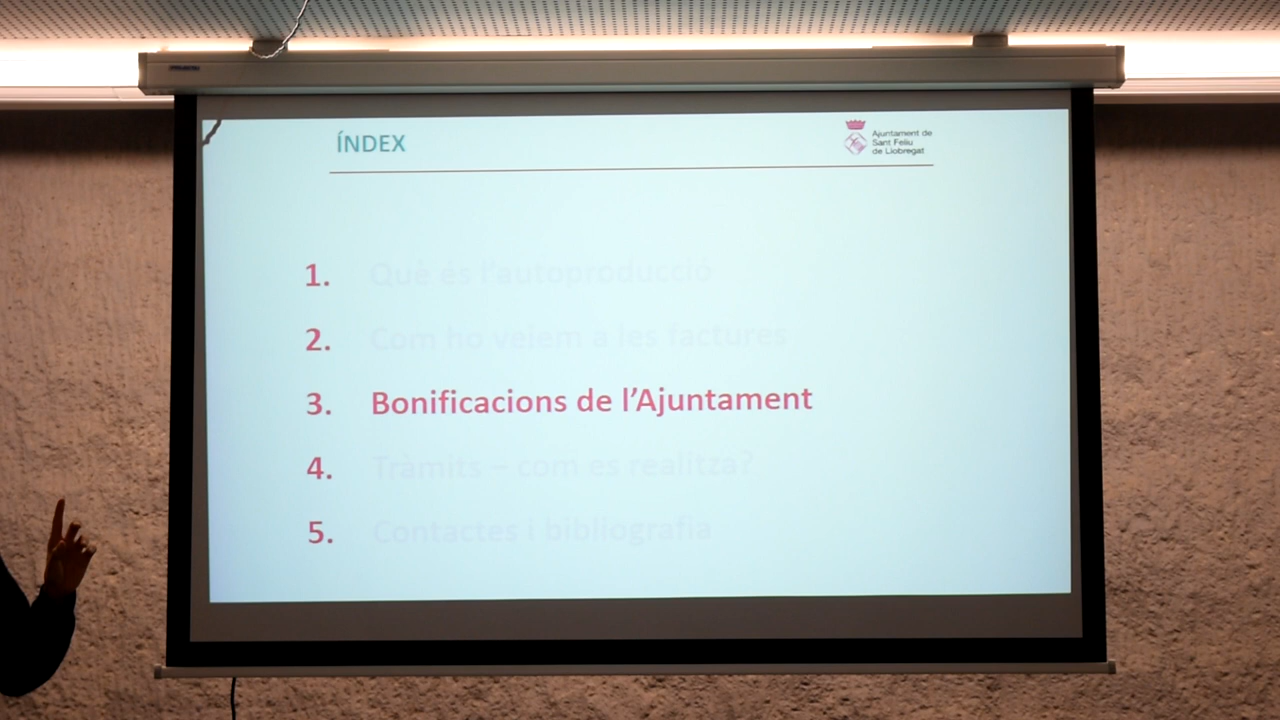 ÍNDEX
Ajuntament de
Sant Feliu
de Llobregat
1. Què és l'autoproducció
2. Com ho veiem a les factures
3. Bonificacions de l'Ajuntament
4. Tràmits – com es realitza?
5. Contactes i bibliografia